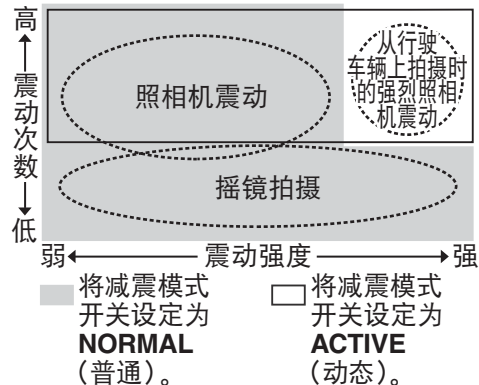 高
震动次数
低
照相机震动
从行驶
车辆上拍摄时
的强烈照相
机震动
摇镜拍摄
弱
震动强度
强
将减震模式
开关设定为
NORMAL
（普通）。
将减震模式
开关设定为
ACTIVE
（动态）。